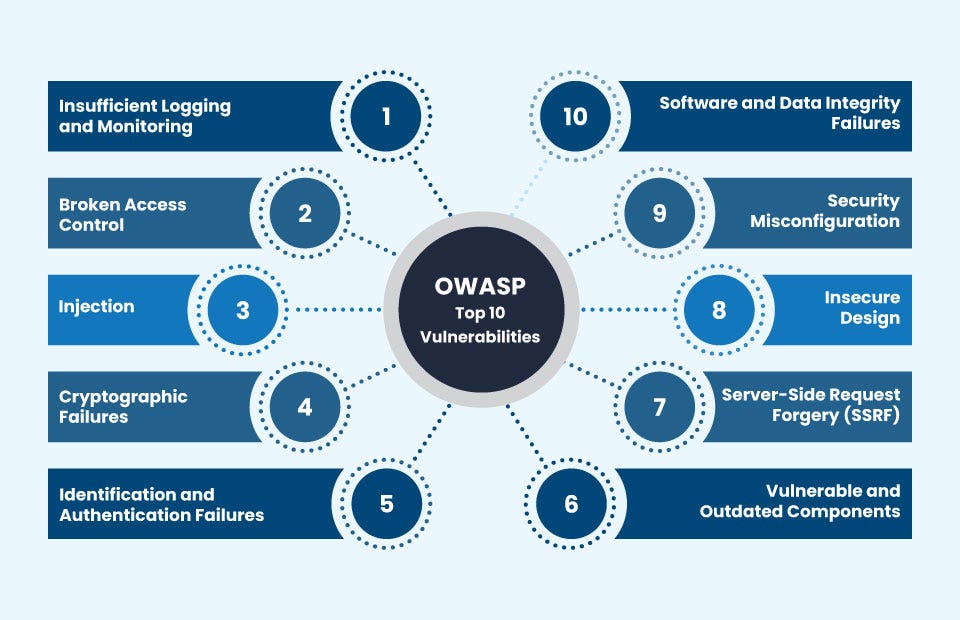 1
Insufficient Logging
and Monitoring
2
Broken Access
Control
3
Injection
4
Cryptographic
Failures
5
Identification and
Authentication Failures
OWASP
Top 10
Vulnerabilities
6
Vulnerable and
Outdated Components
7
Server-Side Request
Forgery (SSRF)
8
Insecure
Design
9
Security
Misconfiguration
10
Software and Data Integrity
Failures